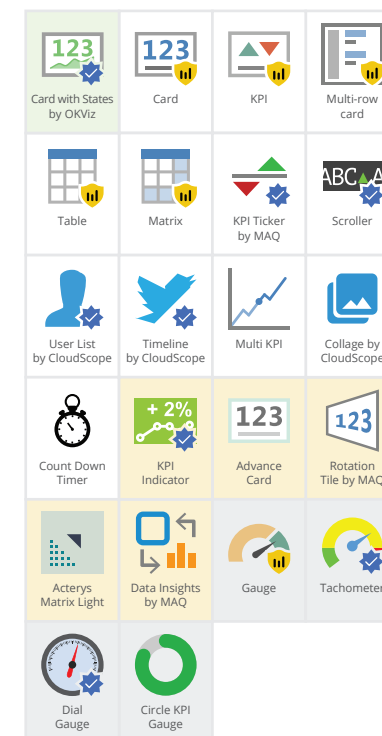 123
Card with States
by OKViz
123
Card
KPI
Multi-row
card
Table
Matrix
KPI Ticker
by MAQ
ABC A
Scroller
User List
by CloudScope
Timeline
by CloudScope
Multi KPI
Collage by
CloudScope
Count Down
Timer
+ 2%
KPI
Indicator
123
Advance
Card
123
Rotation
Tile by MAQ
Acterys
Matrix Light
Data Insights
by MAQ
Gauge
Tachometer
Dial
Gauge
Circle KPI
Gauge